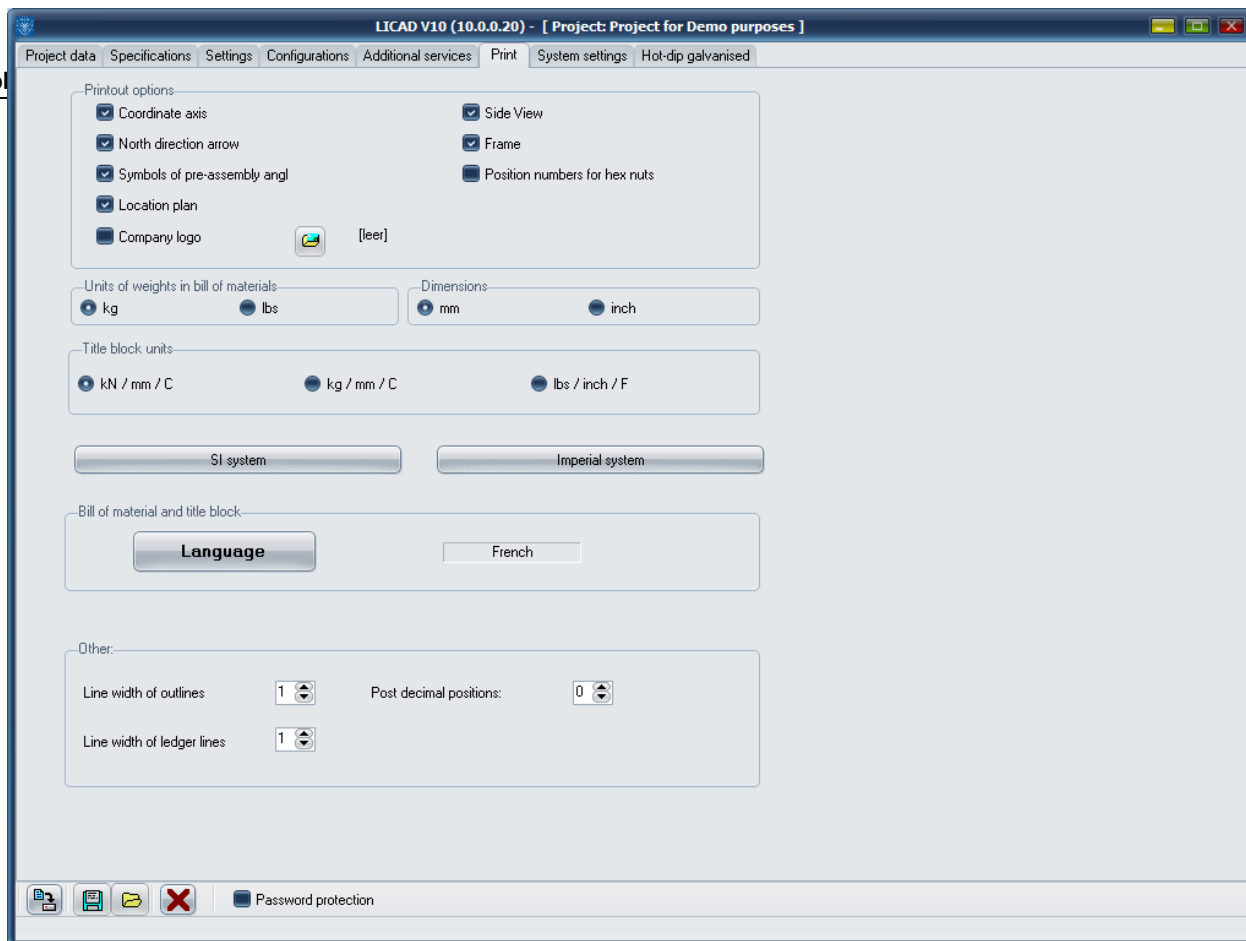 LICAD V10 (10.0.0.20) - [ Project: Project for Demo purposes ]
Project data Specifications Settings Configurations Additional services Print System settings Hot-dip galvanised
Printout options
Coordinate axis
Side View
North direction arrow
Frame
Symbols of pre-assembly angl
Position numbers for hex nuts
Location plan
Company logo
[leer]
Units of weights in bill of materials
Dimensions
kg
lbs
mm
inch
Title block units
kN / mm / C
kg / mm / C
lbs / inch / F
SI system
Imperial system
Bill of material and title block
Language
French
Other:
Line width of outlines
1
Post decimal positions:
0
Line width of ledger lines
1
Password protection